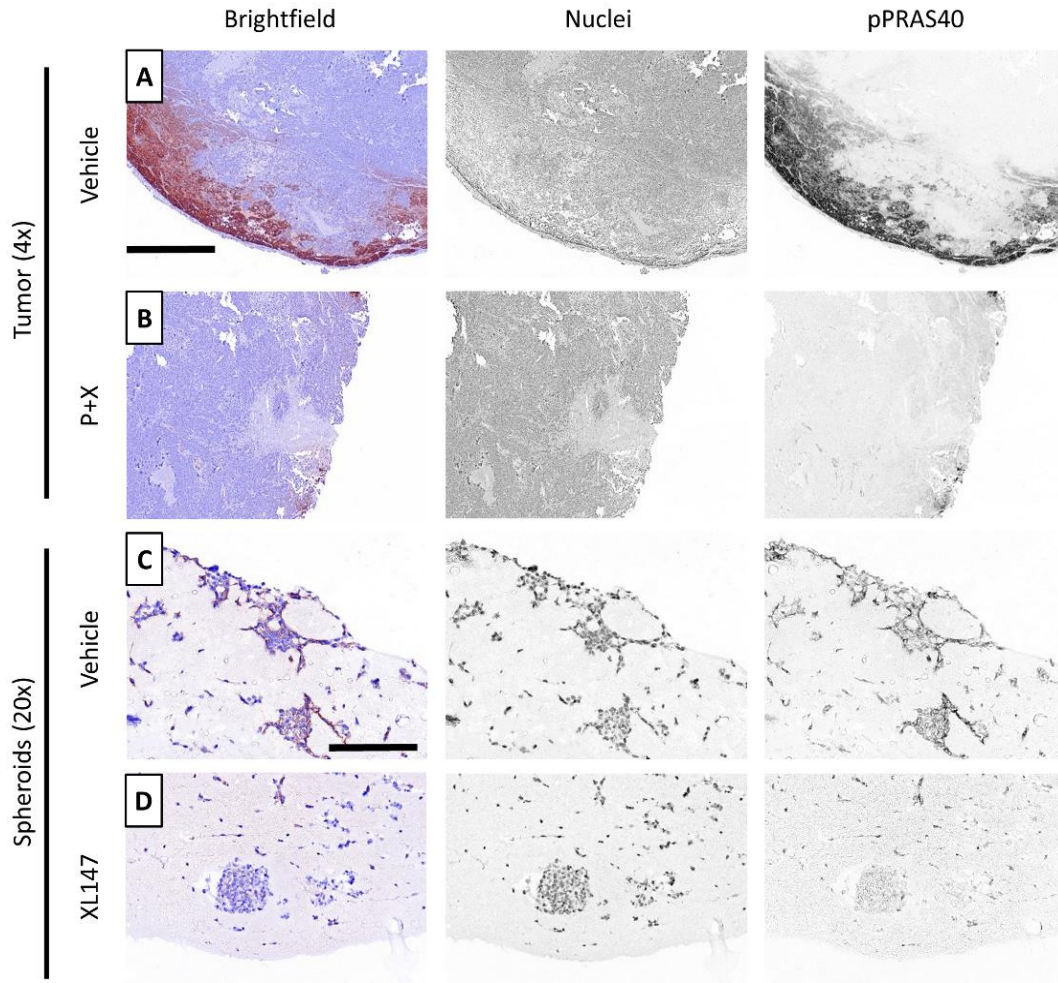 Brightfield
Nuclei
pPRAS40
Tumor (4x)
Vehicle
A
P+X
B
Spheroids (20x)
Vehicle
C
XL147
D